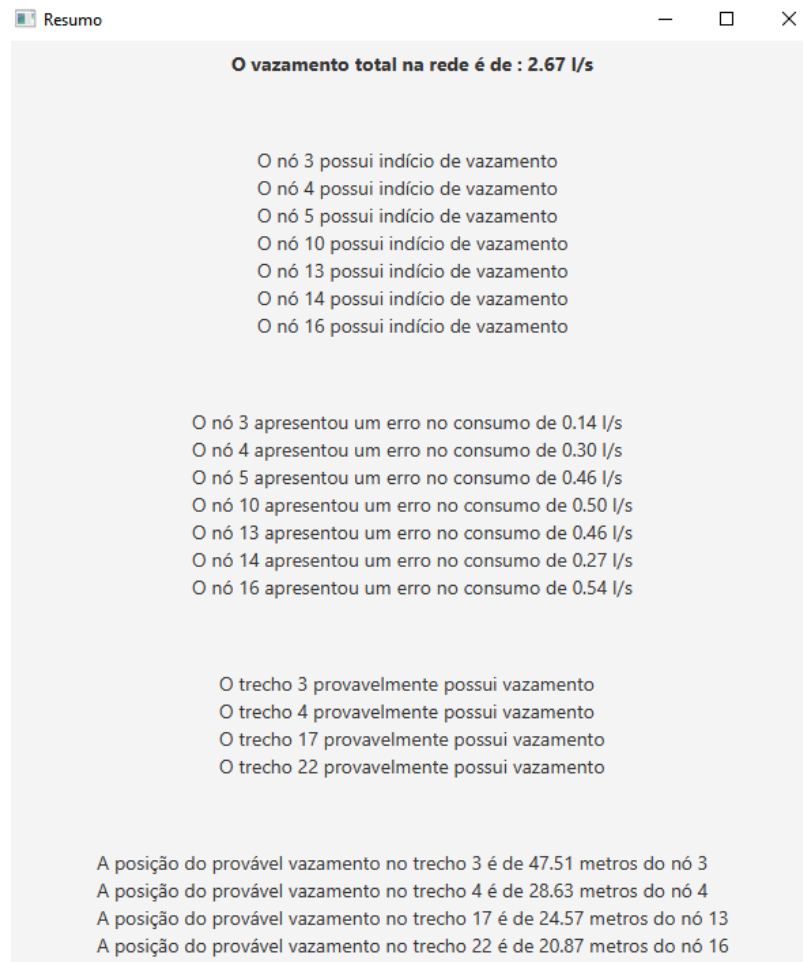 Resumo
O vazamento total na rede é de : 2.67 l/s
O nó 3 possui indício de vazamento
O nó 4 possui indício de vazamento
O nó 5 possui indício de vazamento
O nó 10 possui indício de vazamento
O nó 13 possui indício de vazamento
O nó 14 possui indício de vazamento
O nó 16 possui indício de vazamento
O nó 3 apresentou um erro no consumo de 0.14 l/s
O nó 4 apresentou um erro no consumo de 0.30 l/s
O nó 5 apresentou um erro no consumo de 0.46 l/s
O nó 10 apresentou um erro no consumo de 0.50 l/s
O nó 13 apresentou um erro no consumo de 0.46 l/s
O nó 14 apresentou um erro no consumo de 0.27 l/s
O nó 16 apresentou um erro no consumo de 0.54 l/s
O trecho 3 provavelmente possui vazamento
O trecho 4 provavelmente possui vazamento
O trecho 17 provavelmente possui vazamento
O trecho 22 provavelmente possui vazamento
A posição do provável vazamento no trecho 3 é de 47.51 metros do nó 3
A posição do provável vazamento no trecho 4 é de 28.63 metros do nó 4
A posição do provável vazamento no trecho 17 é de 24.57 metros do nó 13
A posição do provável vazamento no trecho 22 é de 20.87 metros do nó 16